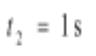 t₂ = 1 s